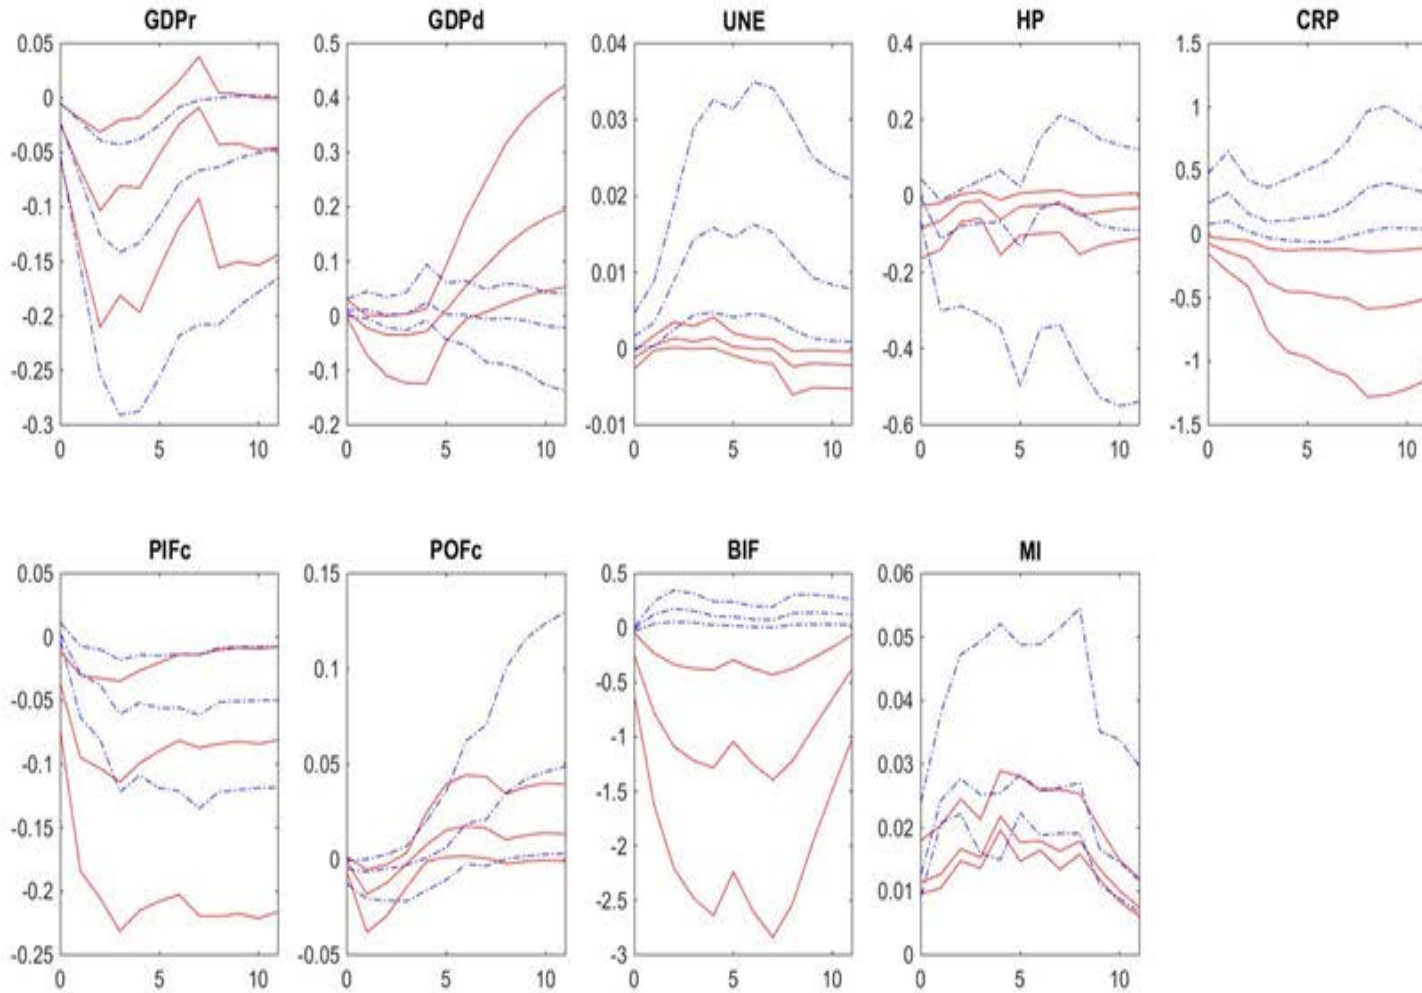 GDPr GDPd UNE HP CRP
0.05 0.5 0.04 0.4 1.5
0 0.4 0.03 0.2 1
-0.05 0.3 0.02 0 0.5
-0.1 0.2 0.01 -0.2 0
-0.15 0.1 0 -0.4 -0.5
-0.2 0 -0.01 -0.6 -1
-0.25 -0.1 -1.5
-0.3 -0.2
0 5 10 0 5 10 0 5 10 0 5 10 0 5 10
PIFc POFc BIF MI
0.05 0.15 0.5 0.06
0 0.1 0 0.05
-0.05 0.05 -0.5 0.04
-0.1 0 -1 0.03
-0.15 -0.05 -1.5 0.02
-0.2 -2 0.01
-0.25 -2.5 0
-3
0 5 10 0 5 10 0 5 10 0 5 10